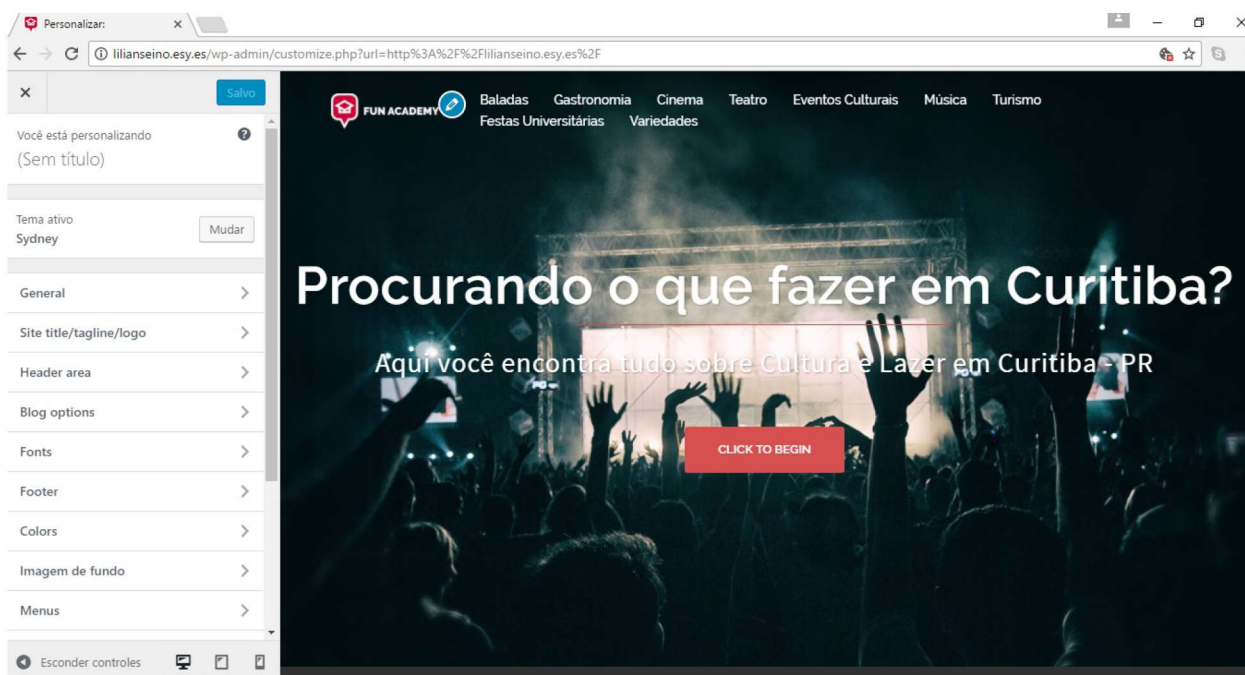 Personalizar:
lilianseino.esy.es/wp-admin/customize.php?url=http%3A%2F%2Flilianseino.esy.es%2F
Salvo
Você está personalizando
(Sem título)
Tema ativo
Sydney
Mudar
General
Site title/tagline/logo
Header area
Blog options
Fonts
Footer
Colors
Imagem de fundo
Menus
Esconder controles
FUN ACADEMY
Baladas Gastronomia Cinema Teatro Eventos Culturais Música Turismo
Festas Universitárias Variedades
Procurando o que fazer em Curitiba?
Aqui você encontra tudo sobre Cultura e Lazer em Curitiba - PR
CLICK TO BEGIN